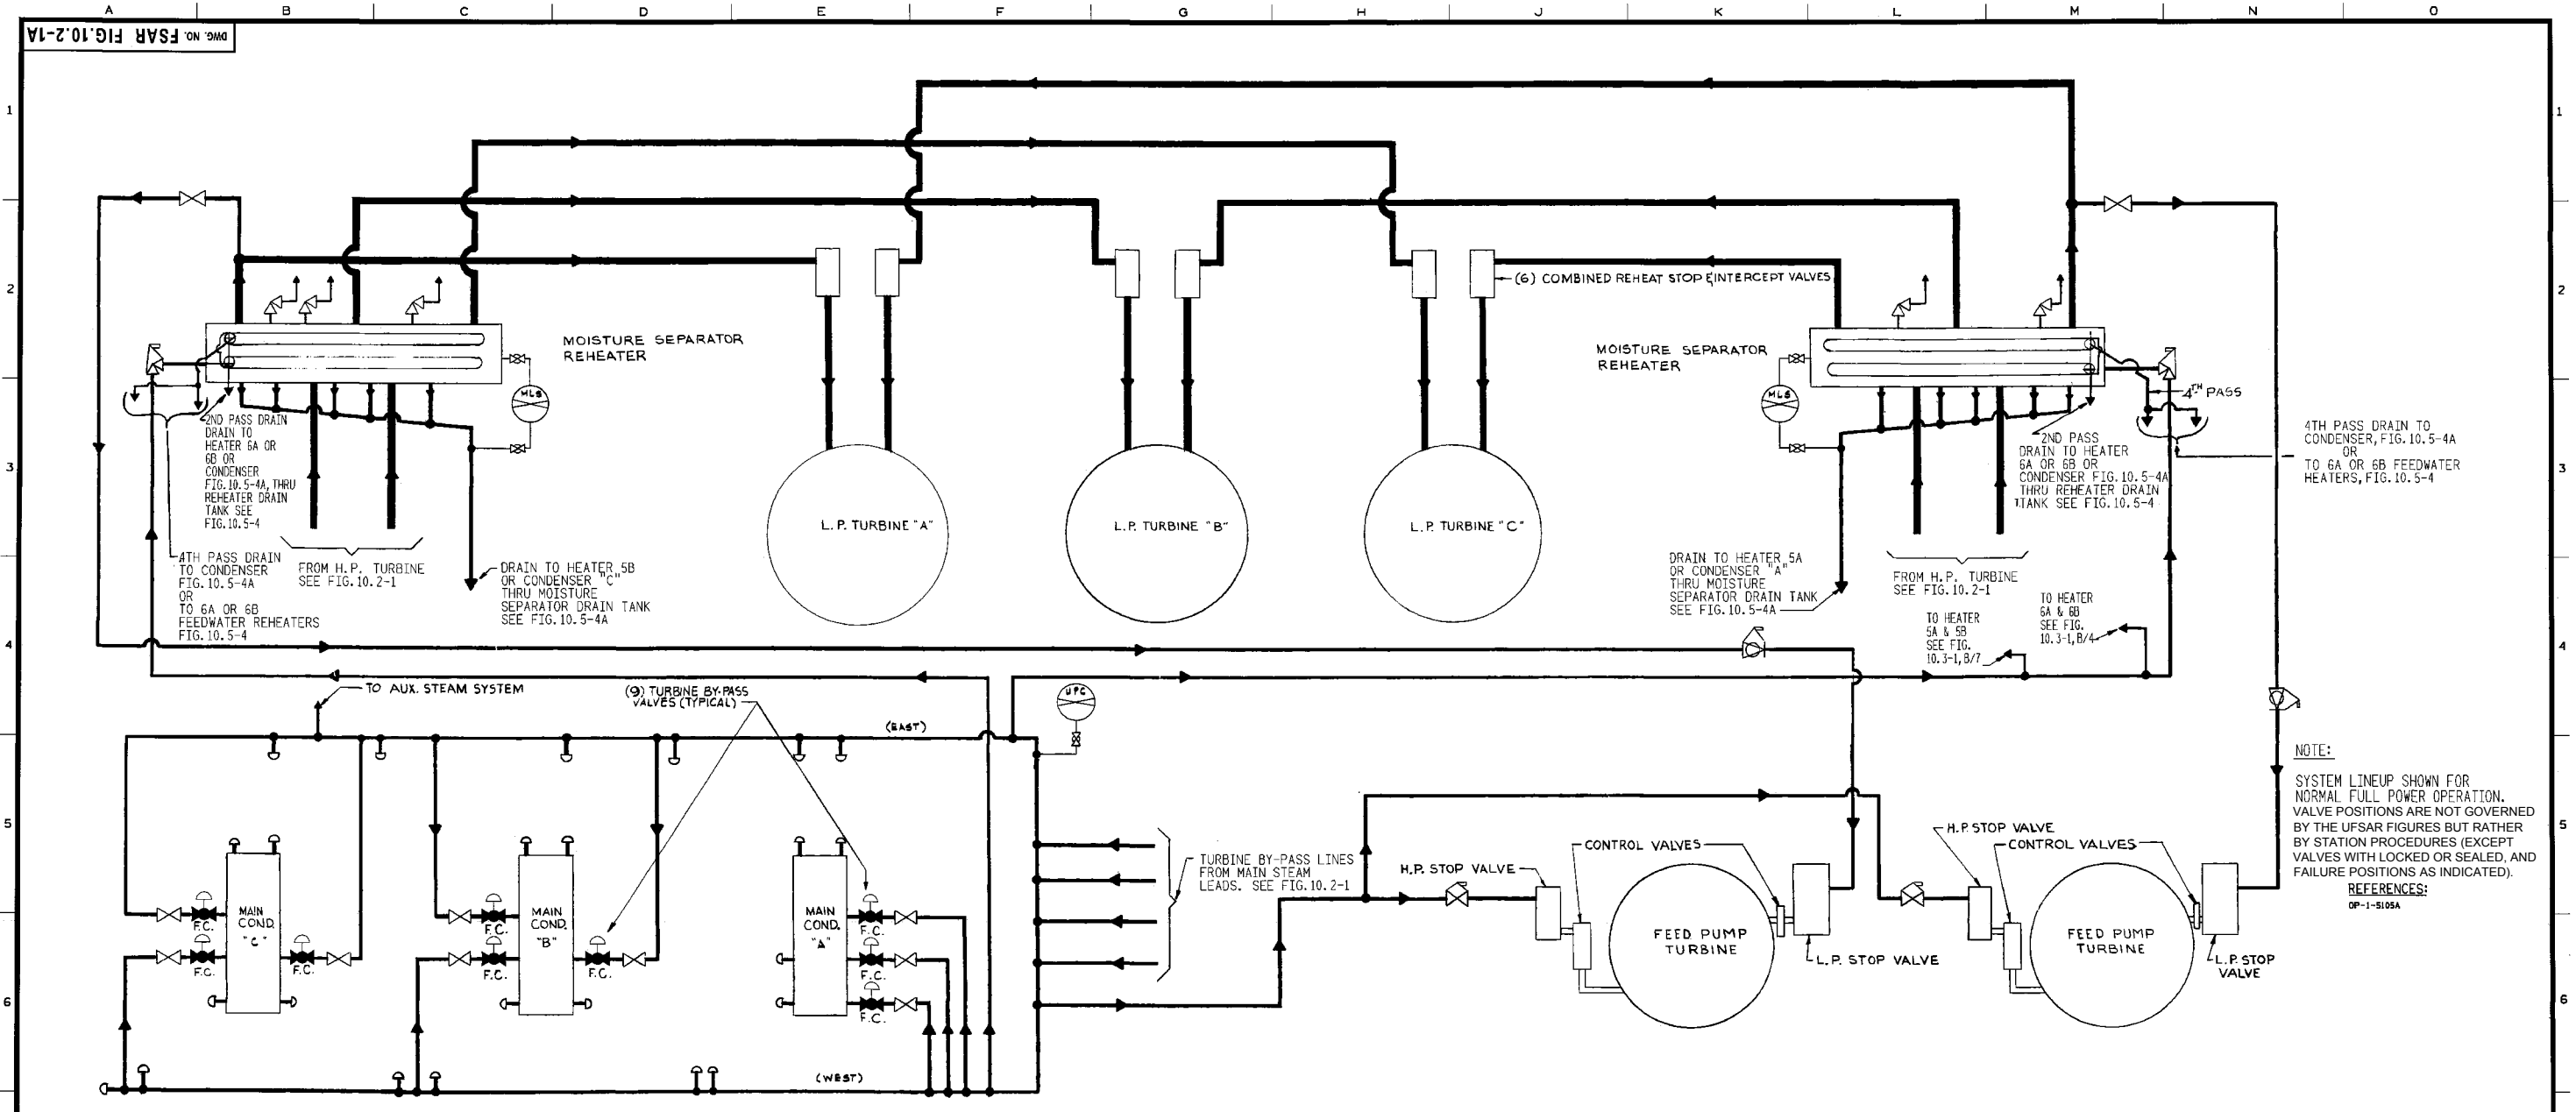 A B C D E F G H J K L M N O
DWG. NO. FSAR FIG.10.2-1A
1
1
2
2
3
3
4
4
5
5
6
6
(6) COMBINED REHEAT STOP & INTERCEPT VALVES
MOISTURE SEPARATOR
REHEATER
MOISTURE SEPARATOR
REHEATER
MLS
MLS
2ND PASS DRAIN
DRAIN TO
HEATER 6A OR
6B OR
CONDENSER
FIG.10.5-4A, THRU
REHEATER DRAIN
TANK SEE
FIG.10.5-4
4TH PASS DRAIN
TO CONDENSER
FIG.10.5-4A
OR
TO 6A OR 6B
FEEDWATER REHEATERS
FIG.10.5-4
FROM H.P. TURBINE
SEE FIG.10.2-1
DRAIN TO HEATER 5B
OR CONDENSER "C"
THRU MOISTURE
SEPARATOR DRAIN TANK
SEE FIG.10.5-4A
L.P. TURBINE "A"
L.P. TURBINE "B"
L.P. TURBINE "C"
DRAIN TO HEATER 5A
OR CONDENSER "A"
THRU MOISTURE
SEPARATOR DRAIN TANK
SEE FIG.10.5-4A
FROM H.P. TURBINE
SEE FIG.10.2-1
2ND PASS
DRAIN TO HEATER
6A OR 6B OR
CONDENSER FIG.10.5-4A
THRU REHEATER DRAIN
TANK SEE FIG.10.5-4
4TH PASS
4TH PASS DRAIN TO
CONDENSER, FIG.10.5-4A
OR
TO 6A OR 6B FEEDWATER
HEATERS, FIG.10.5-4
TO HEATER
5A & 5B
SEE FIG.
10.3-1, B/7
TO HEATER
6A & 6B
SEE FIG.
10.3-1, B/4
TO AUX. STEAM SYSTEM
(9) TURBINE BY-PASS
VALVES (TYPICAL)
(EAST)
UPC
TURBINE BY-PASS LINES
FROM MAIN STEAM
LEADS. SEE FIG.10.2-1
MAIN
COND.
"C"
F.C.
F.C.
F.C.
MAIN
COND.
"B"
F.C.
F.C.
F.C.
MAIN
COND.
"A"
F.C.
F.C.
F.C.
(WEST)
H.P. STOP VALVE
CONTROL VALVES
FEED PUMP
TURBINE
L.P. STOP VALVE
H.P. STOP VALVE
CONTROL VALVES
FEED PUMP
TURBINE
L.P. STOP
VALVE
NOTE:
SYSTEM LINEUP SHOWN FOR
NORMAL FULL POWER OPERATION.
VALVE POSITIONS ARE NOT GOVERNED
BY THE UFSAR FIGURES BUT RATHER
BY STATION PROCEDURES (EXCEPT
VALVES WITH LOCKED OR SEALED, AND
FAILURE POSITIONS AS INDICATED).
REFERENCES:
OP-1-5105A